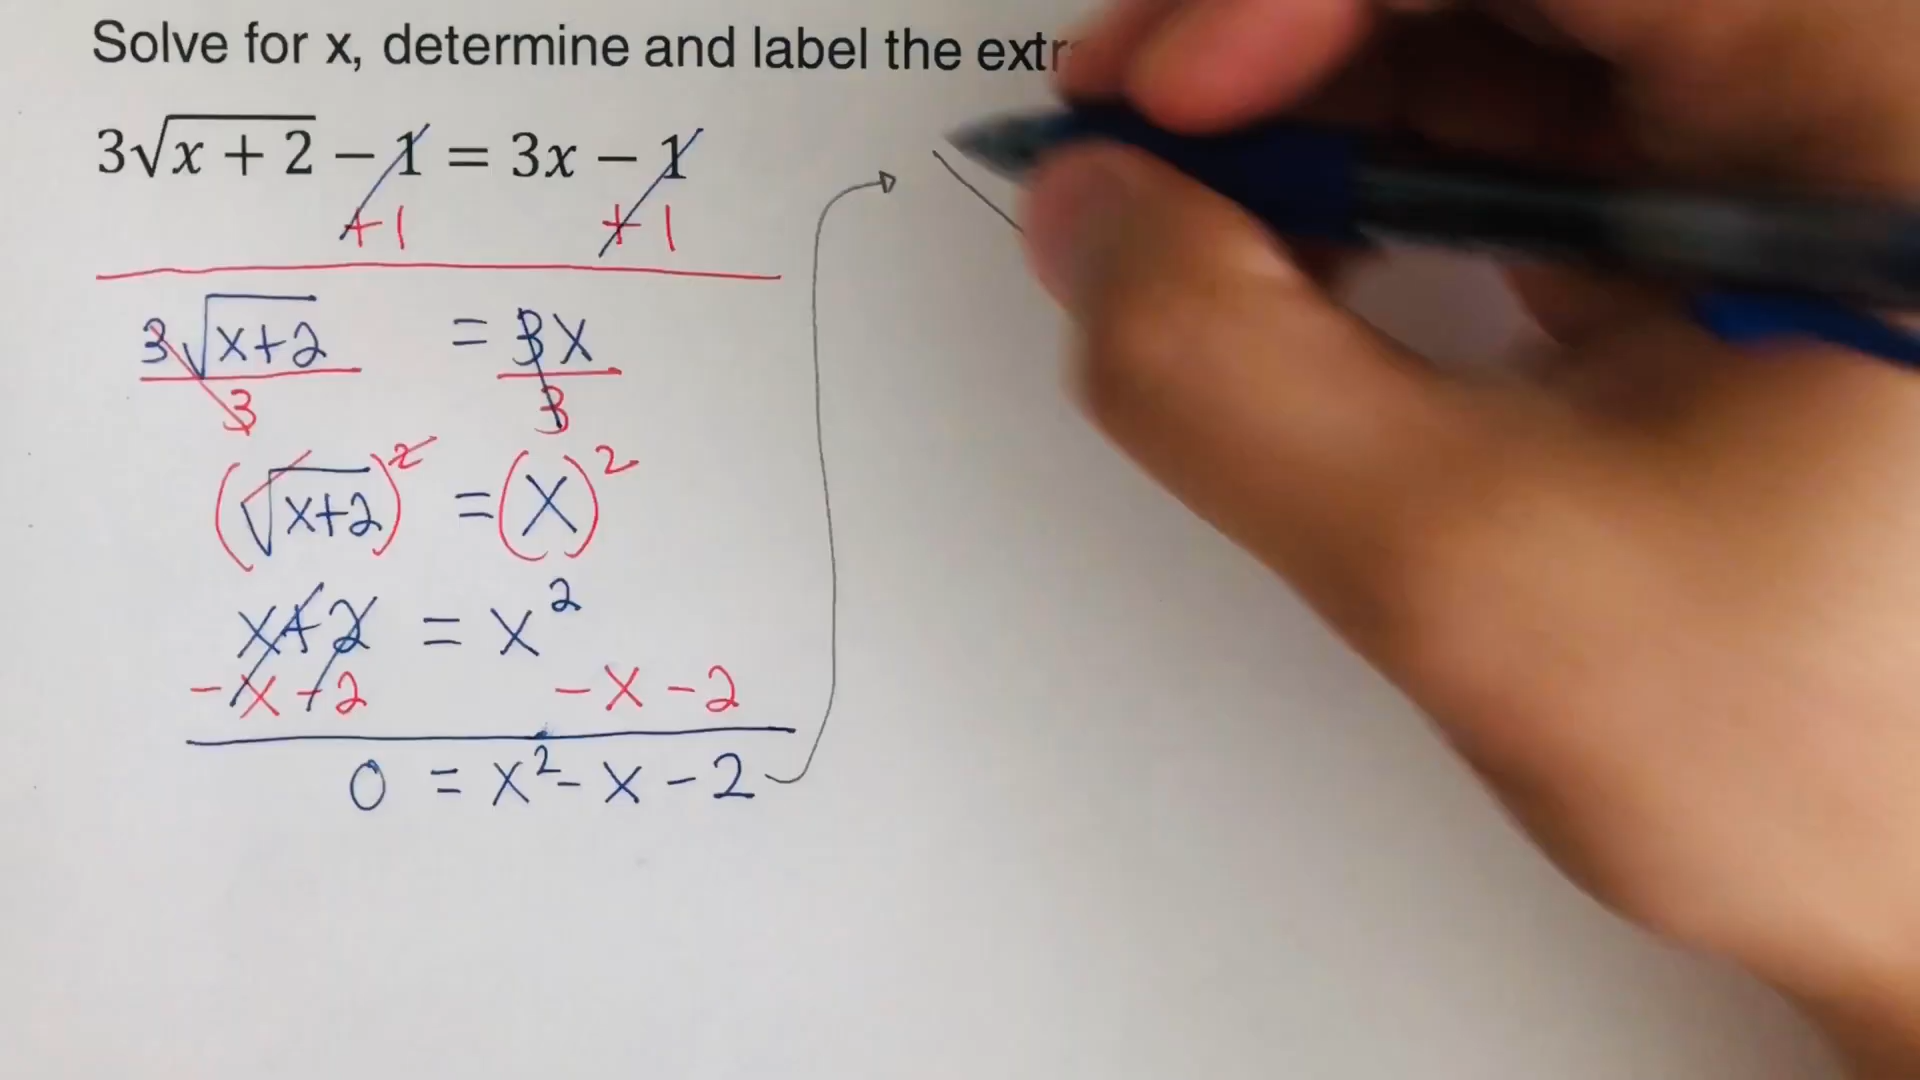 Solve for x, determine and label the
3√x + 2 − 1 = 3x − 1
+1 +1
3√x+2 = 3x
3 3
(√x+2)² = (x)²
x+2 = x²
-x-2 -x-2
0 = x²-x-2